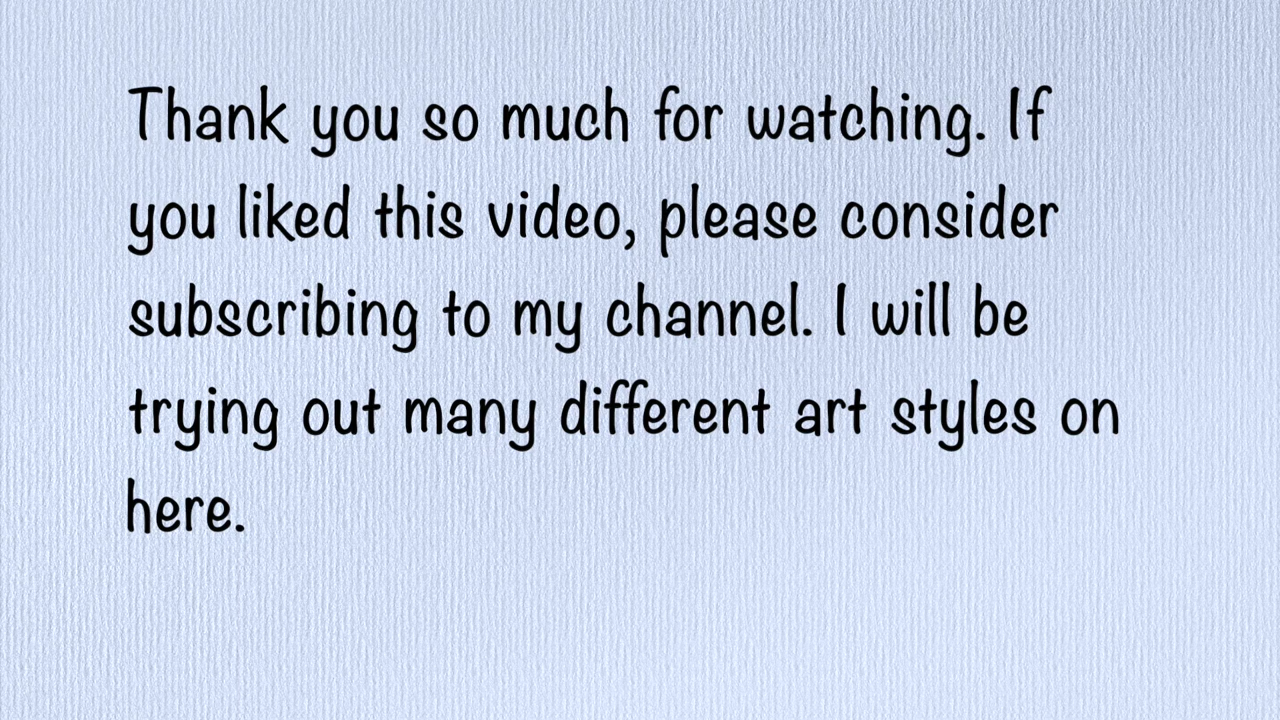 Thank you so much for watching. If
you liked this video, please consider
subscribing to my channel. I will be
trying out many different art styles on
here.